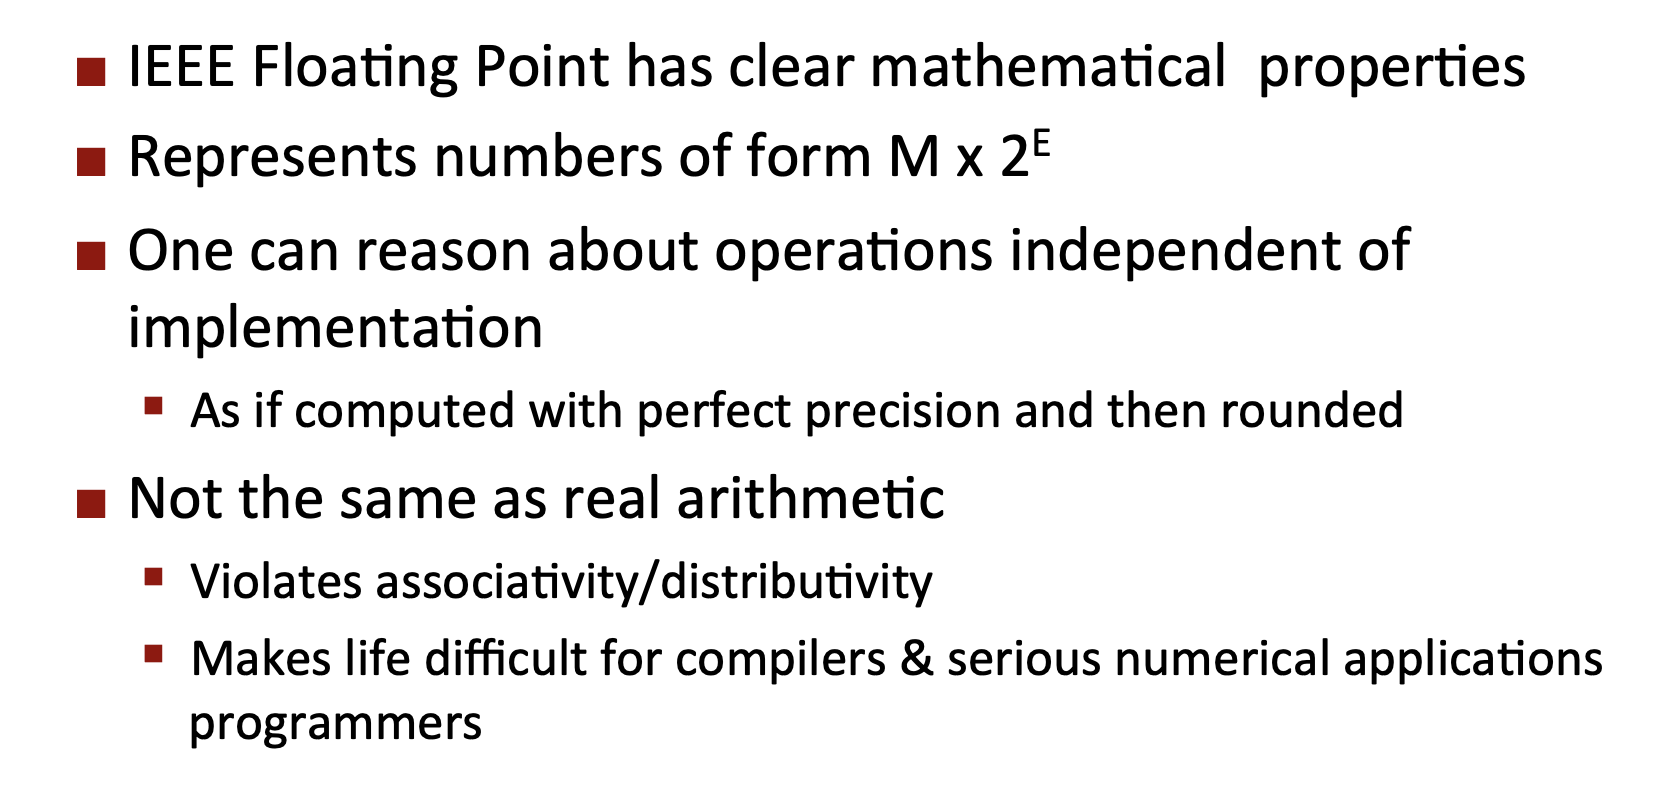 ■ IEEE Floating Point has clear mathematical  properties
■ Represents numbers of form M x 2ᴱ
■ One can reason about operations independent of
implementation
▪ As if computed with perfect precision and then rounded
■ Not the same as real arithmetic
▪ Violates associativity/distributivity
▪ Makes life difficult for compilers & serious numerical applications
programmers